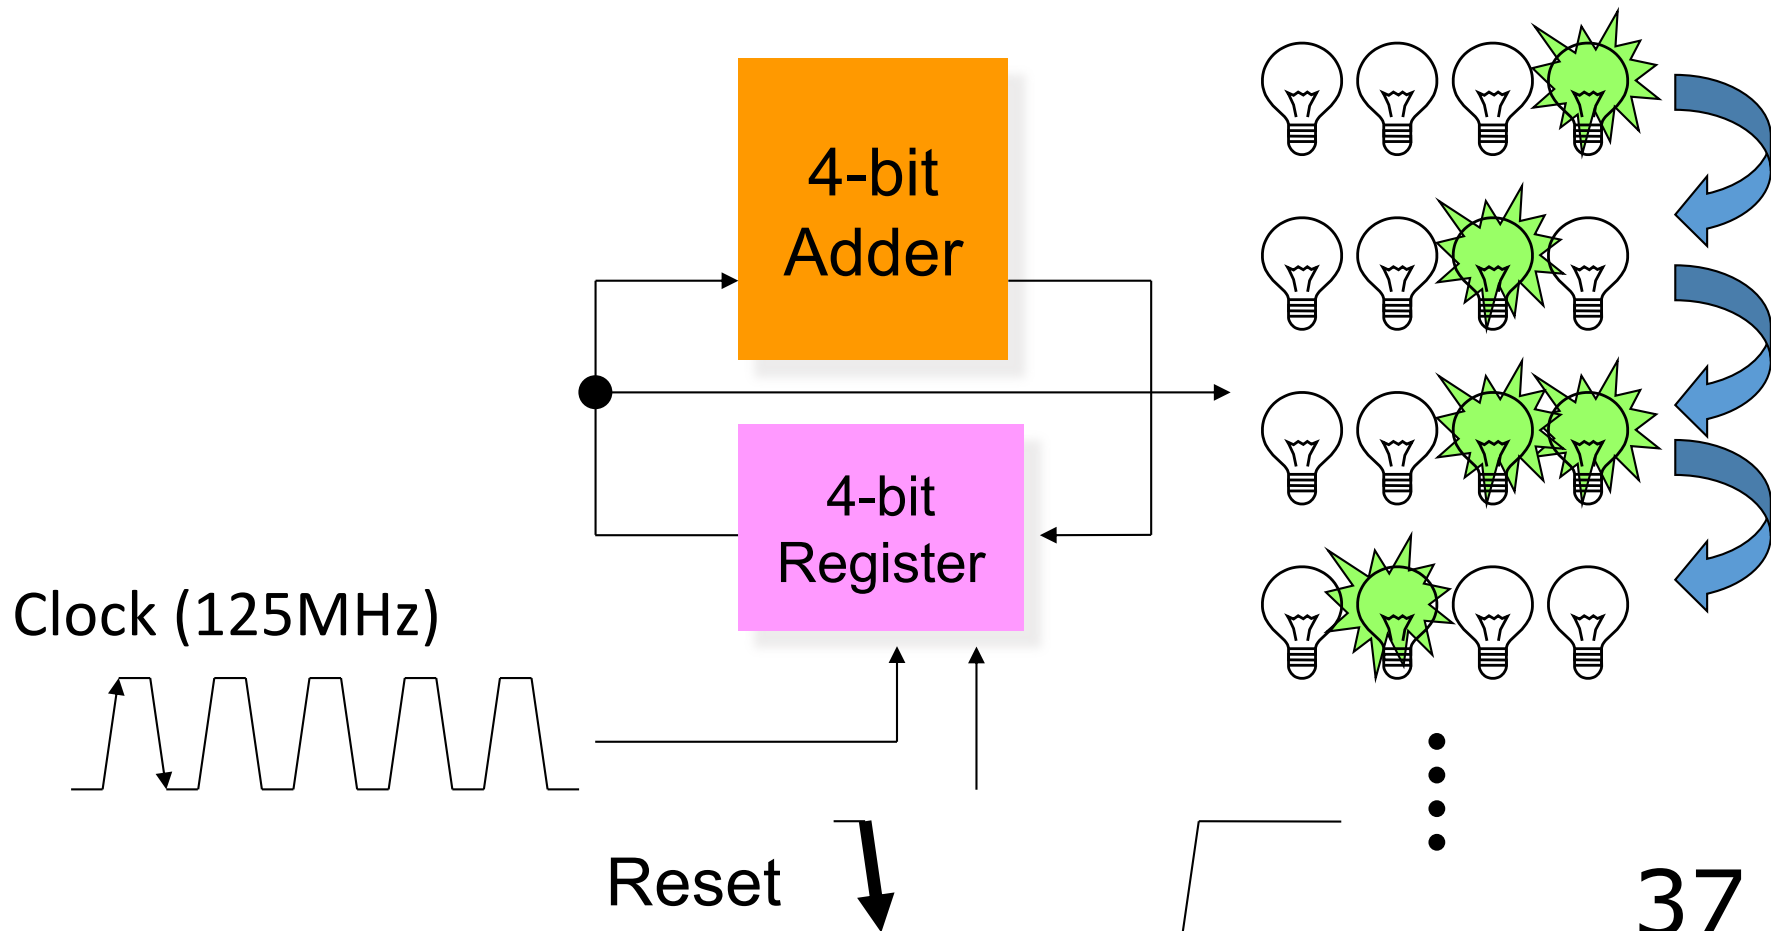 4-bit
Adder
4-bit
Register
Clock (125MHz)
Reset
37